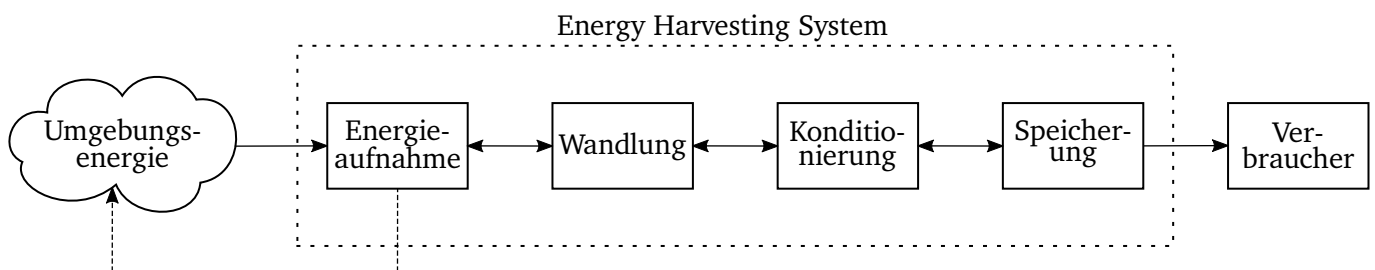 Energy Harvesting System
Umgebungs-
energie
Energie-
aufnahme
Wandlung
Konditio-
nierung
Speicher-
ung
Ver-
braucher